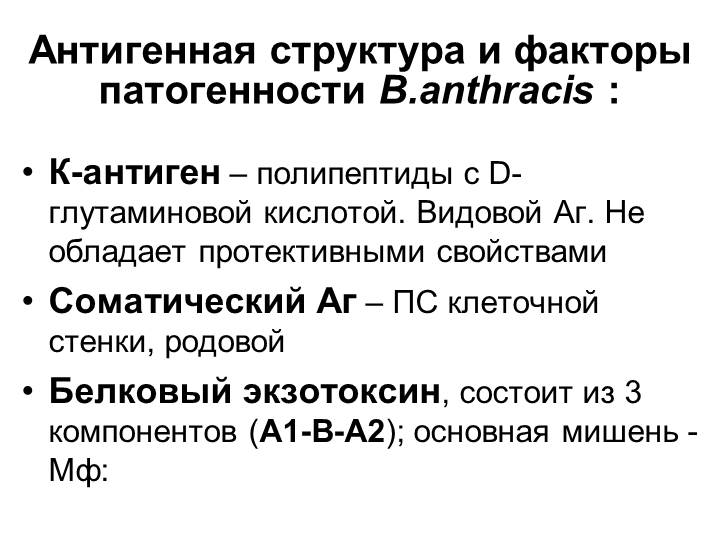 Антигенная структура и факторы
патогенности B.anthracis :
• К-антиген – полипептиды с D-
глутаминовой кислотой. Видовой Аг. Не
обладает протективными свойствами
• Соматический Аг – ПС клеточной
стенки, родовой
• Белковый экзотоксин, состоит из 3
компонентов (А1-В-А2); основная мишень -
Мф: